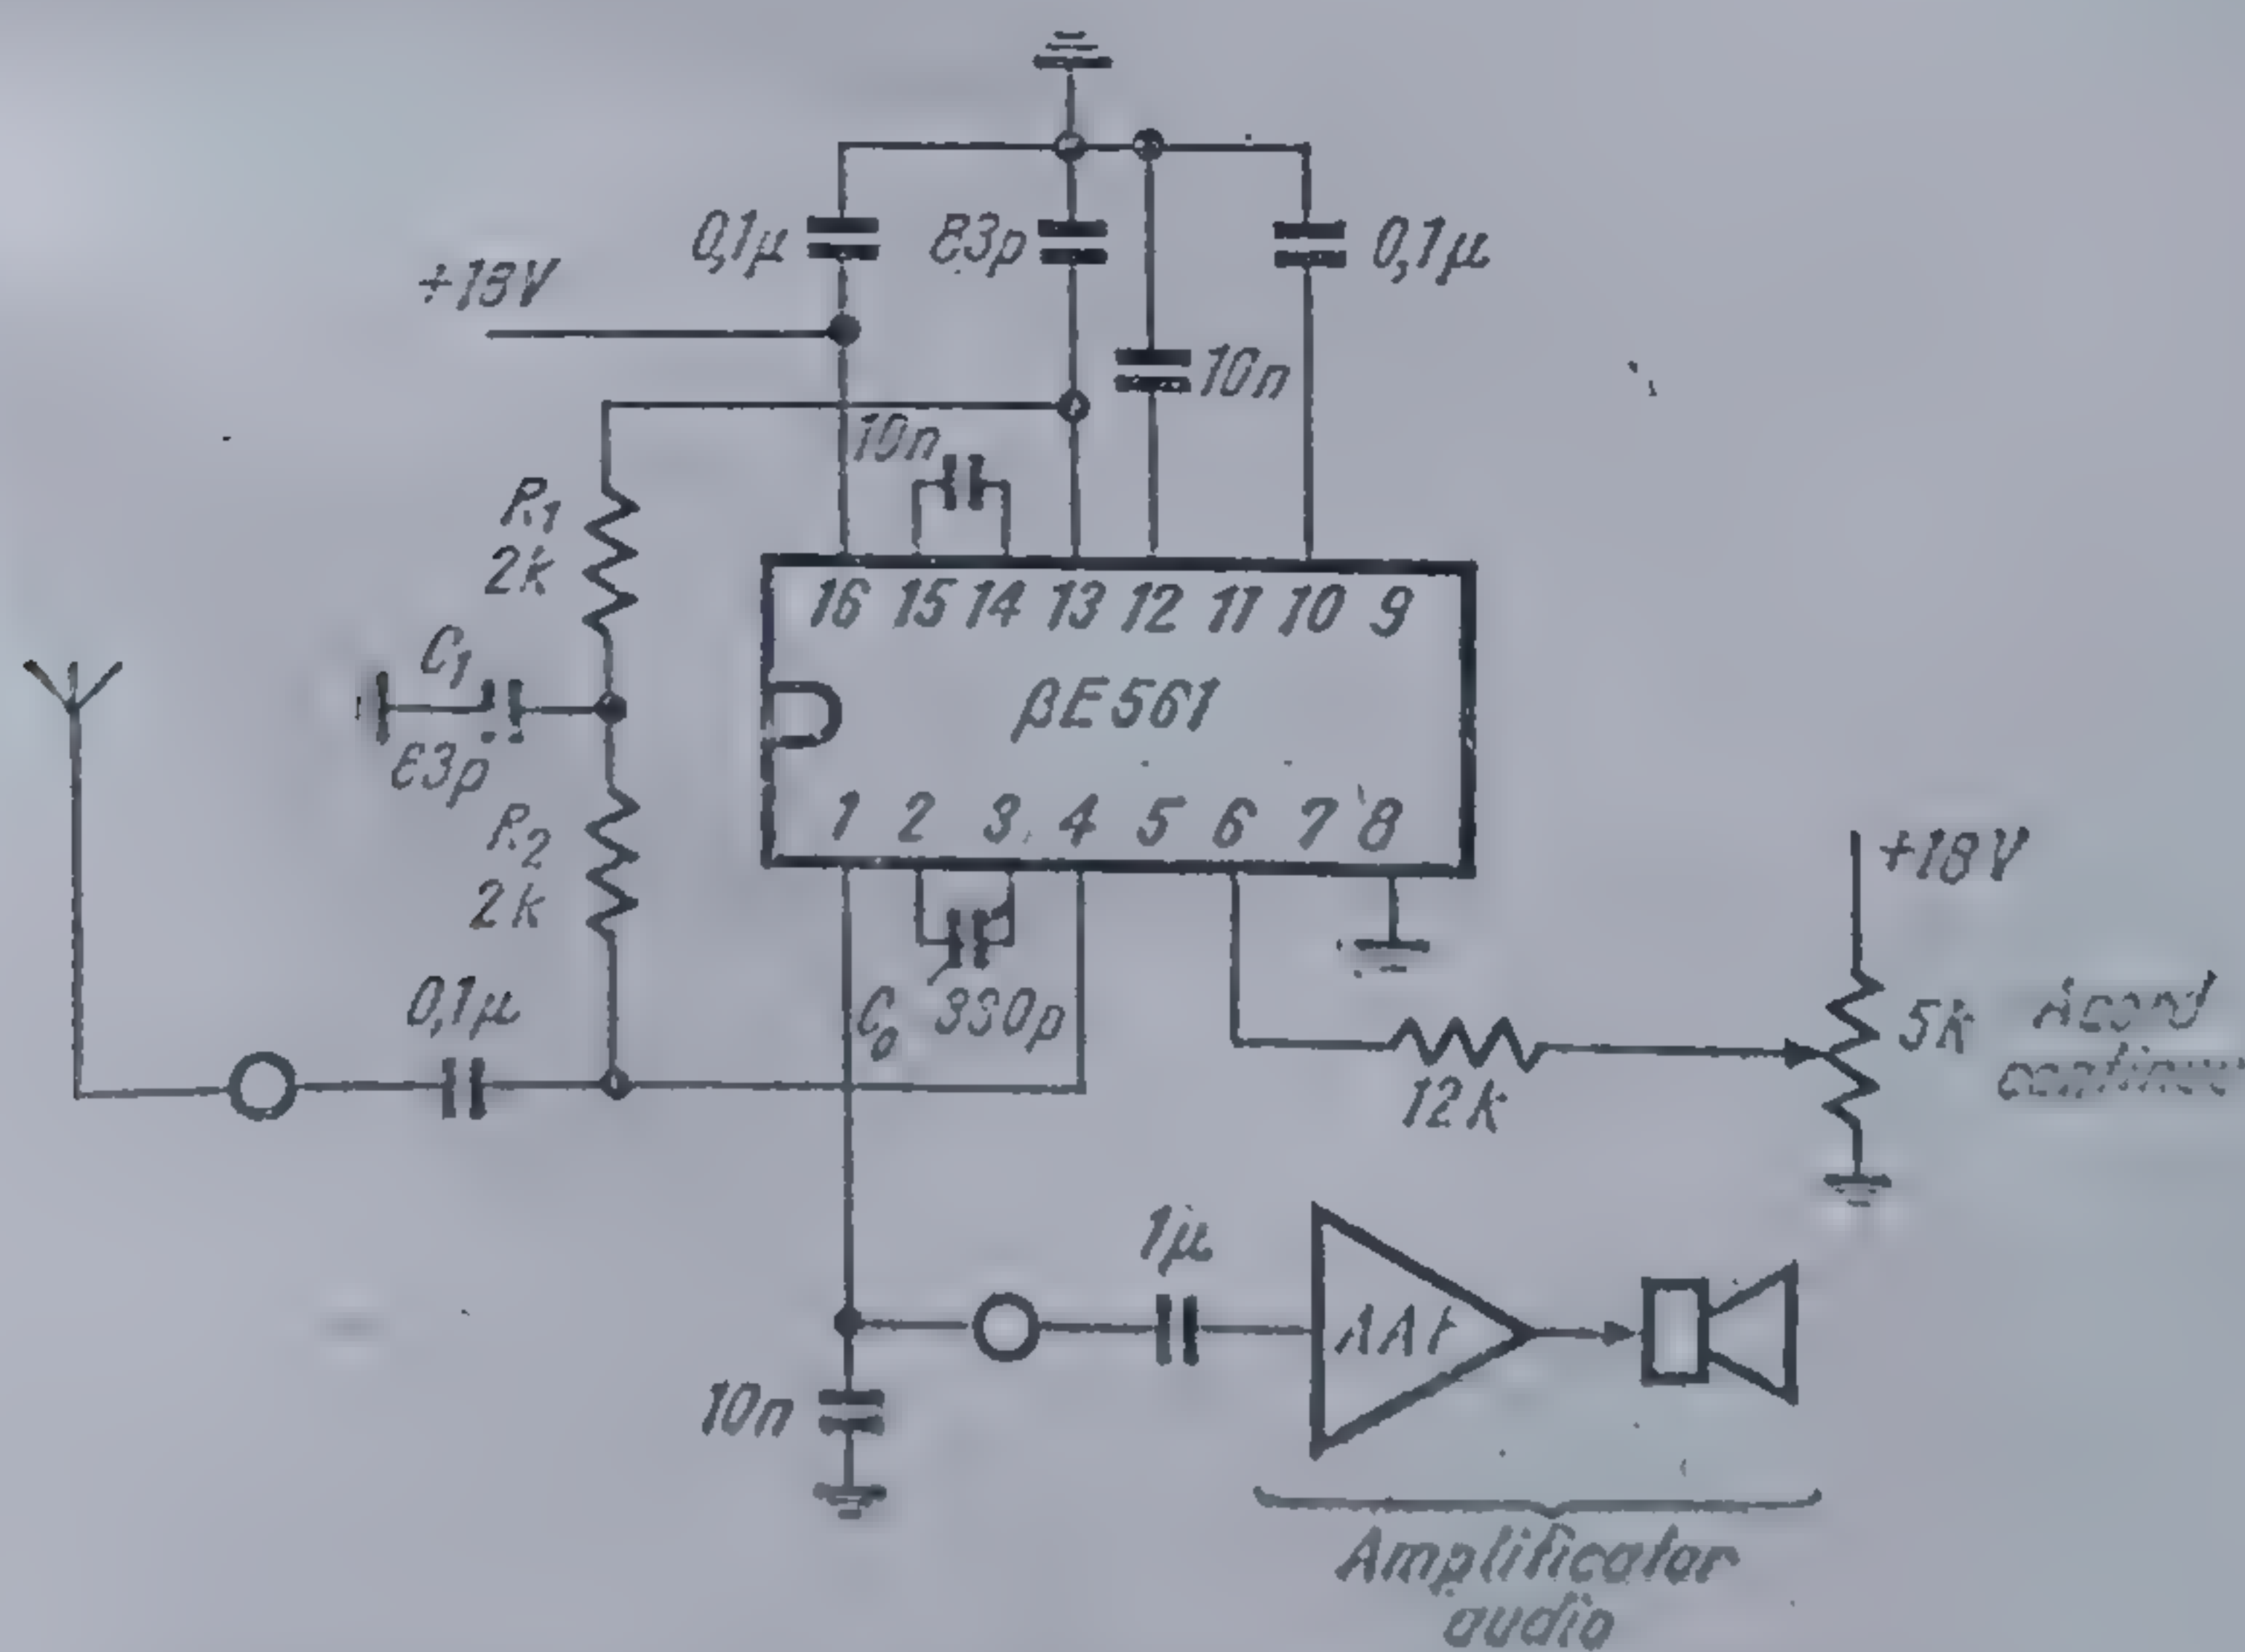 0,1µ
0,1µ
+18V
10n
10n
R1
2k
16 15 14 13 12 11 10 9
C1
βE561
R2
2k
1 2 3 4 5 6 7 8
+18V
0,1µ
C0 330p
5k
Acord
continuu
12k
1µ
AAF
10n
Amplificator
audio